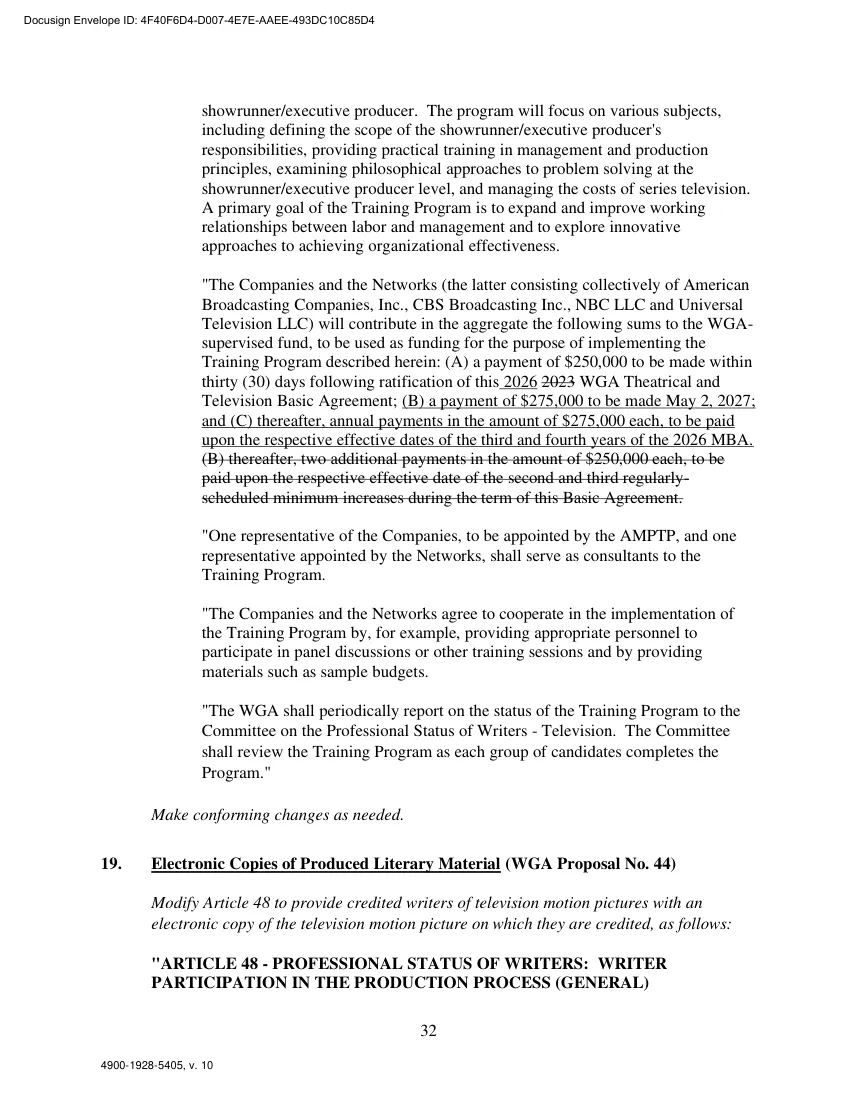 Docusign Envelope ID: 4F40F6D4-D007-4E7E-AAEE-493DC10C85D4
showrunner/executive producer.  The program will focus on various subjects,
including defining the scope of the showrunner/executive producer's
responsibilities, providing practical training in management and production
principles, examining philosophical approaches to problem solving at the
showrunner/executive producer level, and managing the costs of series television.
A primary goal of the Training Program is to expand and improve working
relationships between labor and management and to explore innovative
approaches to achieving organizational effectiveness.
"The Companies and the Networks (the latter consisting collectively of American
Broadcasting Companies, Inc., CBS Broadcasting Inc., NBC LLC and Universal
Television LLC) will contribute in the aggregate the following sums to the WGA-
supervised fund, to be used as funding for the purpose of implementing the
Training Program described herein: (A) a payment of $250,000 to be made within
thirty (30) days following ratification of this 2026 2023 WGA Theatrical and
Television Basic Agreement; (B) a payment of $275,000 to be made May 2, 2027;
and (C) thereafter, annual payments in the amount of $275,000 each, to be paid
upon the respective effective dates of the third and fourth years of the 2026 MBA.
(B) thereafter, two additional payments in the amount of $250,000 each, to be
paid upon the respective effective date of the second and third regularly-
scheduled minimum increases during the term of this Basic Agreement.
"One representative of the Companies, to be appointed by the AMPTP, and one
representative appointed by the Networks, shall serve as consultants to the
Training Program.
"The Companies and the Networks agree to cooperate in the implementation of
the Training Program by, for example, providing appropriate personnel to
participate in panel discussions or other training sessions and by providing
materials such as sample budgets.
"The WGA shall periodically report on the status of the Training Program to the
Committee on the Professional Status of Writers - Television.  The Committee
shall review the Training Program as each group of candidates completes the
Program."
Make conforming changes as needed.
19. Electronic Copies of Produced Literary Material (WGA Proposal No. 44)
Modify Article 48 to provide credited writers of television motion pictures with an
electronic copy of the television motion picture on which they are credited, as follows:
"ARTICLE 48 - PROFESSIONAL STATUS OF WRITERS:  WRITER
PARTICIPATION IN THE PRODUCTION PROCESS (GENERAL)
32
4900-1928-5405, v. 10